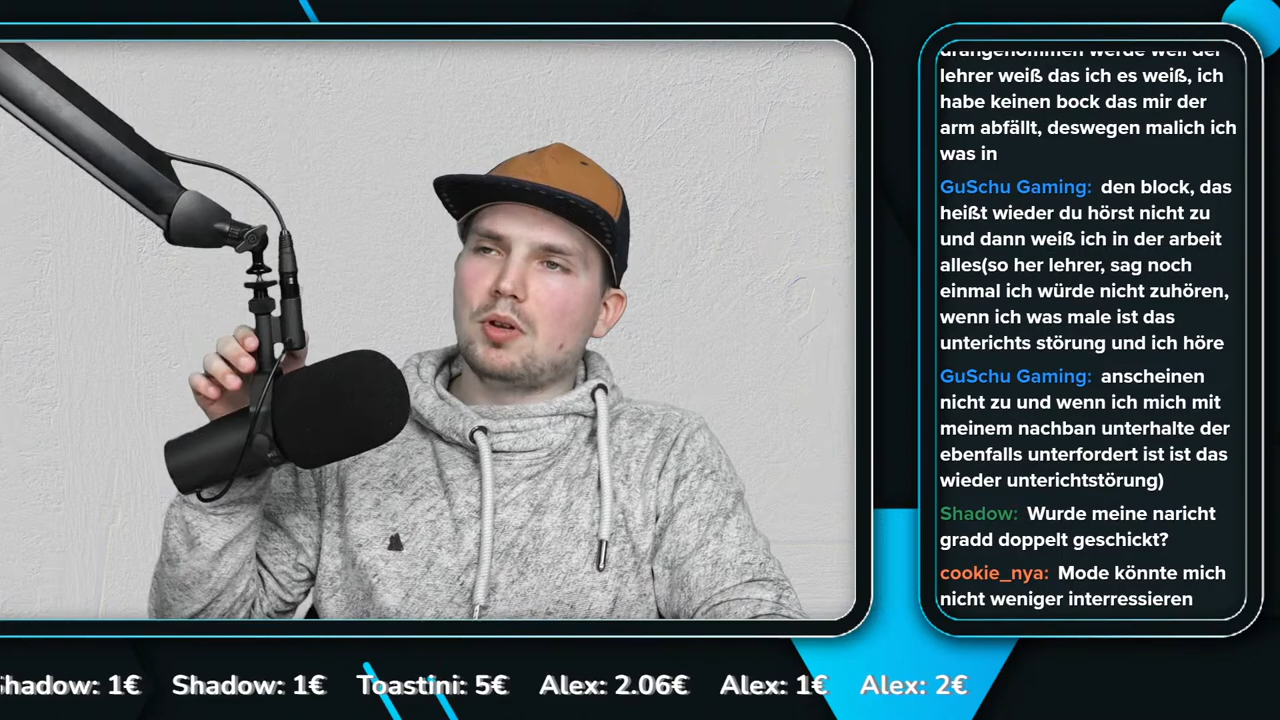 drangenommen werde weil der
lehrer weiß das ich es weiß, ich
habe keinen bock das mir der
arm abfällt, deswegen malich ich
was in
GuSchu Gaming: den block, das
heißt wieder du hörst nicht zu
und dann weiß ich in der arbeit
alles(so her lehrer, sag noch
einmal ich würde nicht zuhören,
wenn ich was male ist das
unterichts störung und ich höre
GuSchu Gaming: anscheinen
nicht zu und wenn ich mich mit
meinem nachban unterhalte der
ebenfalls unterfordert ist ist das
wieder unterichtstörung)
Shadow: Wurde meine naricht
gradd doppelt geschickt?
cookie_nya: Mode könnte mich
nicht weniger interressieren
Shadow: 1€ Shadow: 1€ Toastini: 5€ Alex: 2.06€ Alex: 1€ Alex: 2€